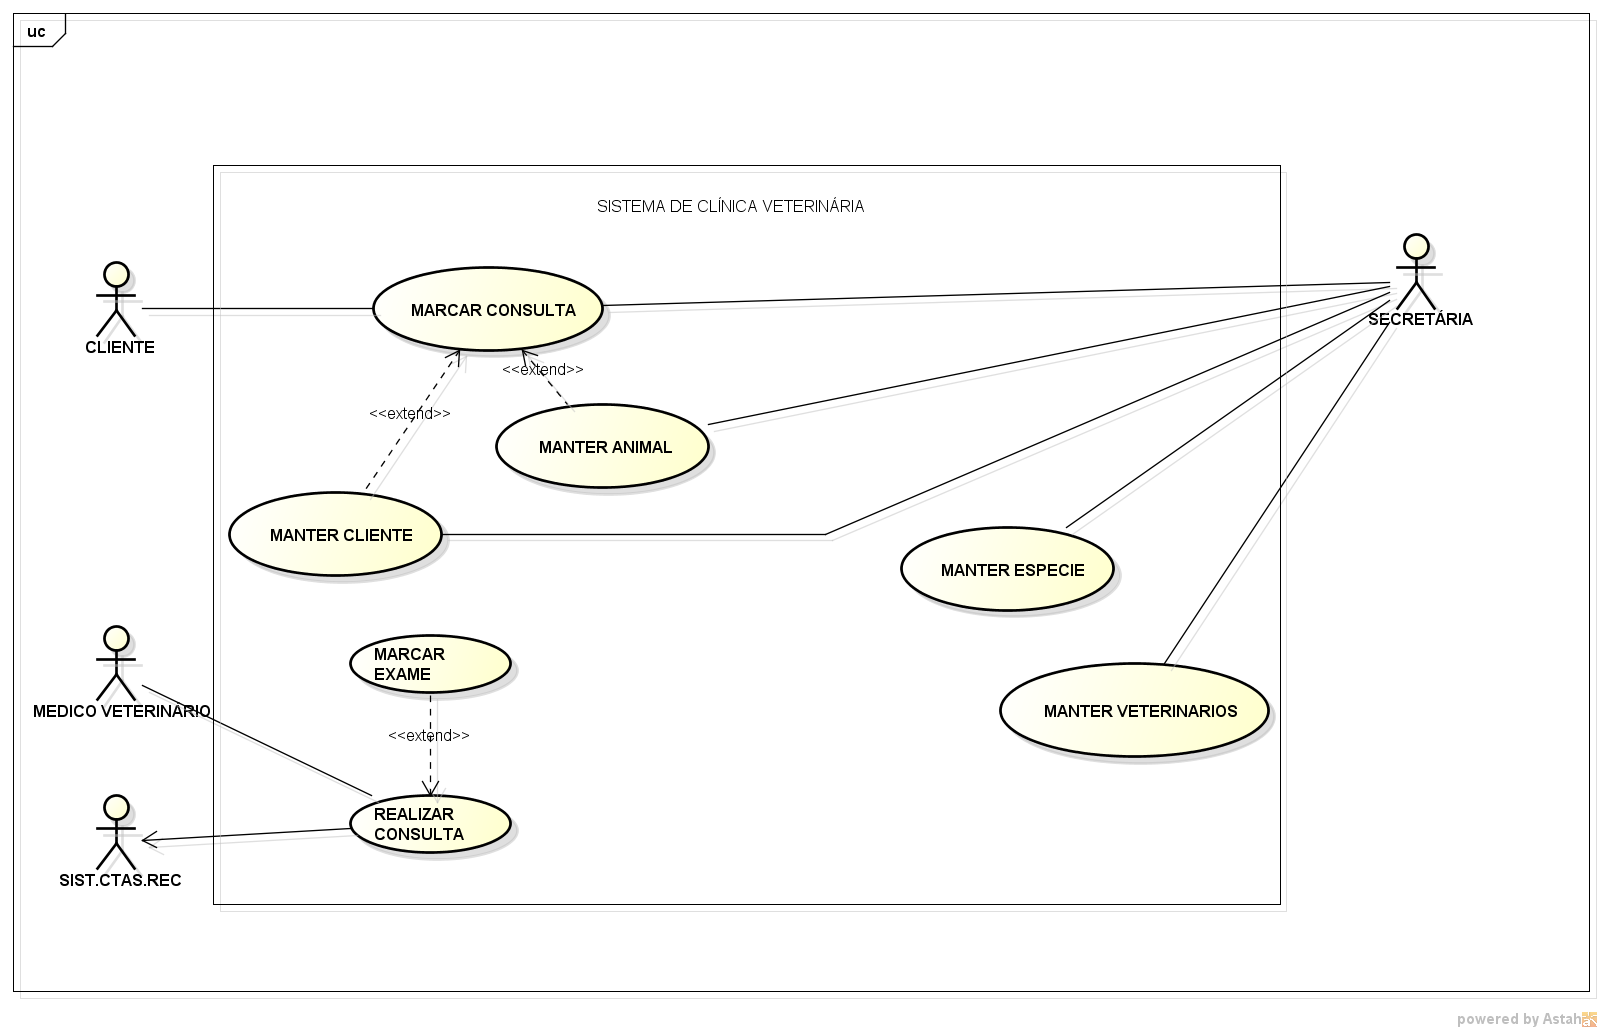 uc
SISTEMA DE CLÍNICA VETERINÁRIA
MARCAR CONSULTA
CLIENTE
SECRETÁRIA
<<extend>>
<<extend>>
MANTER ANIMAL
MANTER CLIENTE
MANTER ESPECIE
MARCAR
EXAME
MEDICO VETERINARIO
MANTER VETERINARIOS
<<extend>>
REALIZAR
CONSULTA
SIST.CTAS.REC
powered by Astah